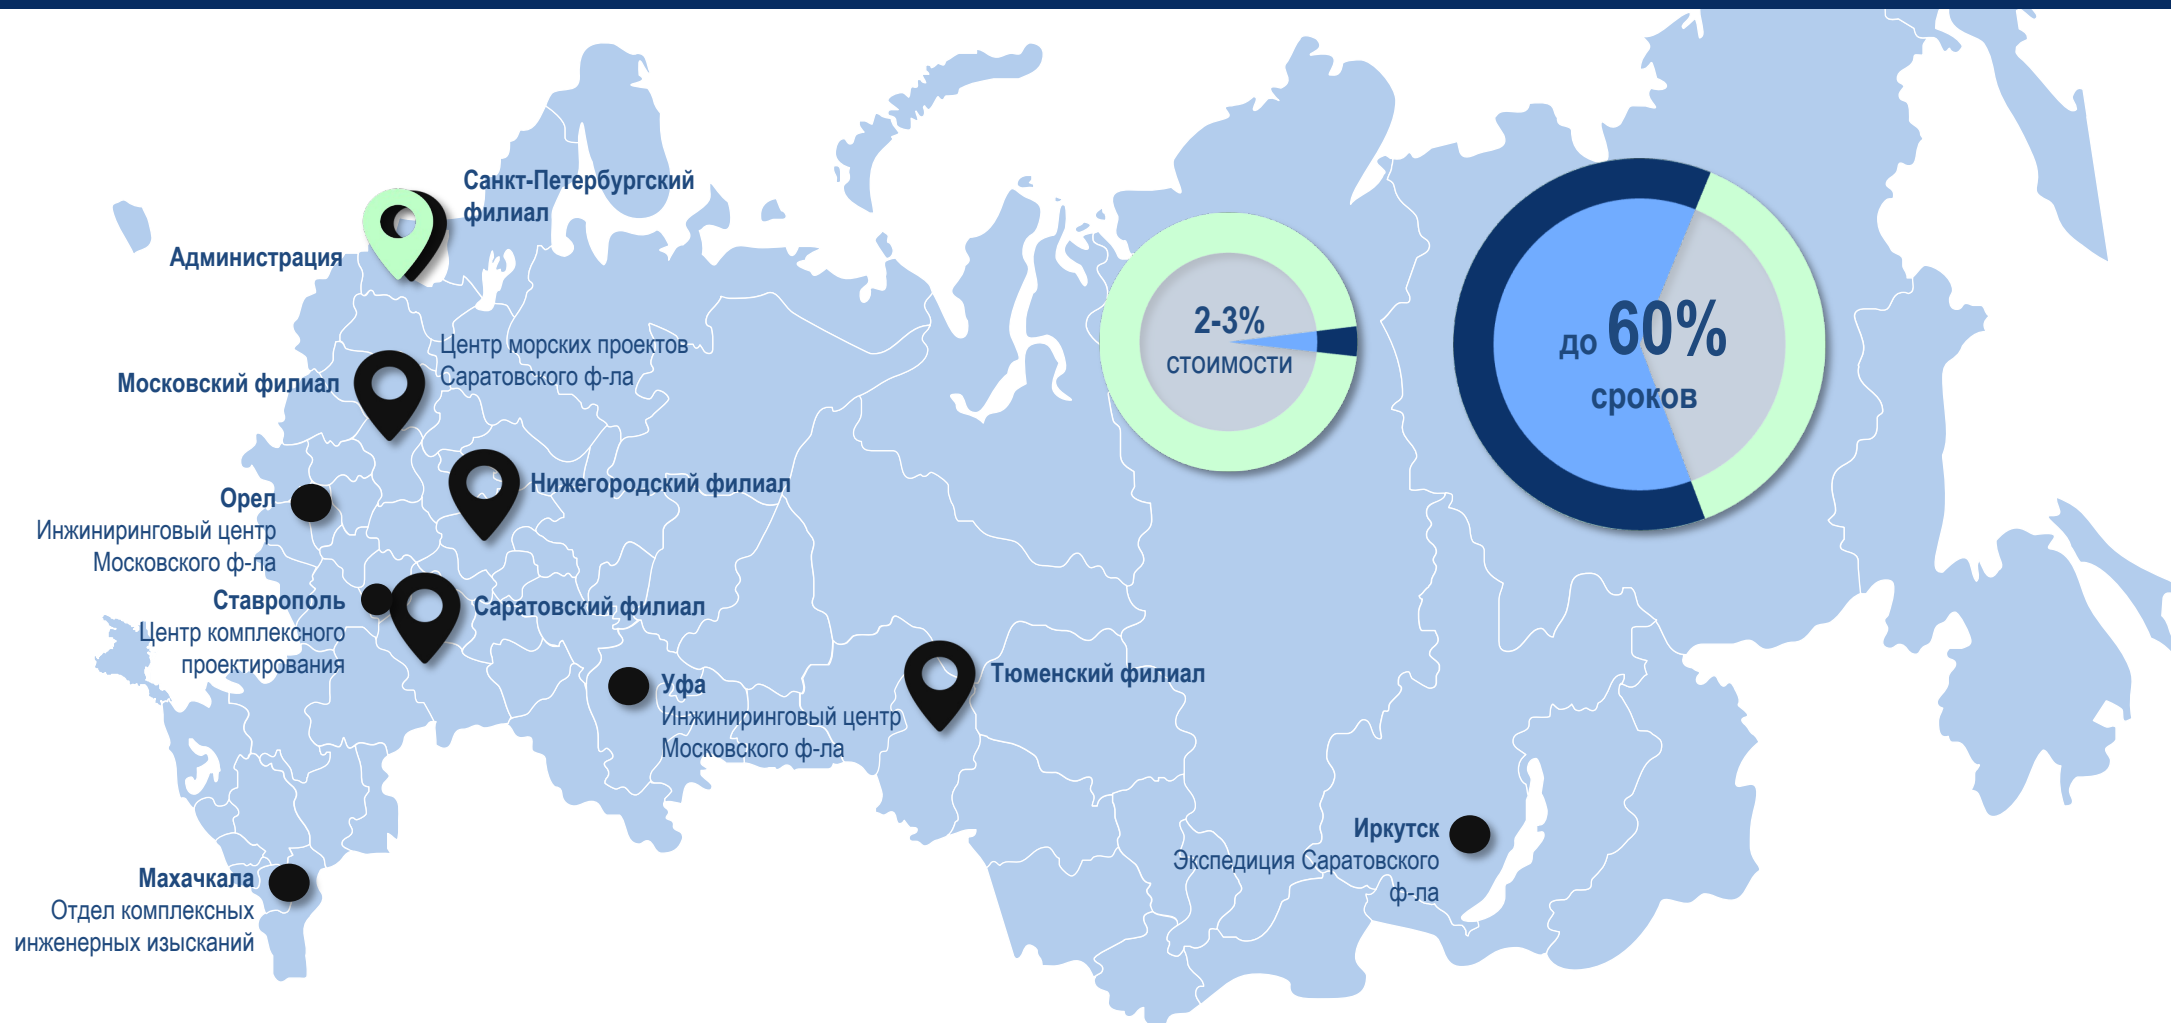 Санкт-Петербургский
филиал
Администрация
Центр морских проектов
Саратовского ф-ла
Московский филиал
2-3%
стоимости
до 60%
сроков
Нижегородский филиал
Орел
Инжиниринговый центр
Московского ф-ла
Ставрополь
Центр комплексного
проектирования
Саратовский филиал
Уфа
Инжиниринговый центр
Московского ф-ла
Тюменский филиал
Иркутск
Экспедиция Саратовского
ф-ла
Махачкала
Отдел комплексных
инженерных изысканий